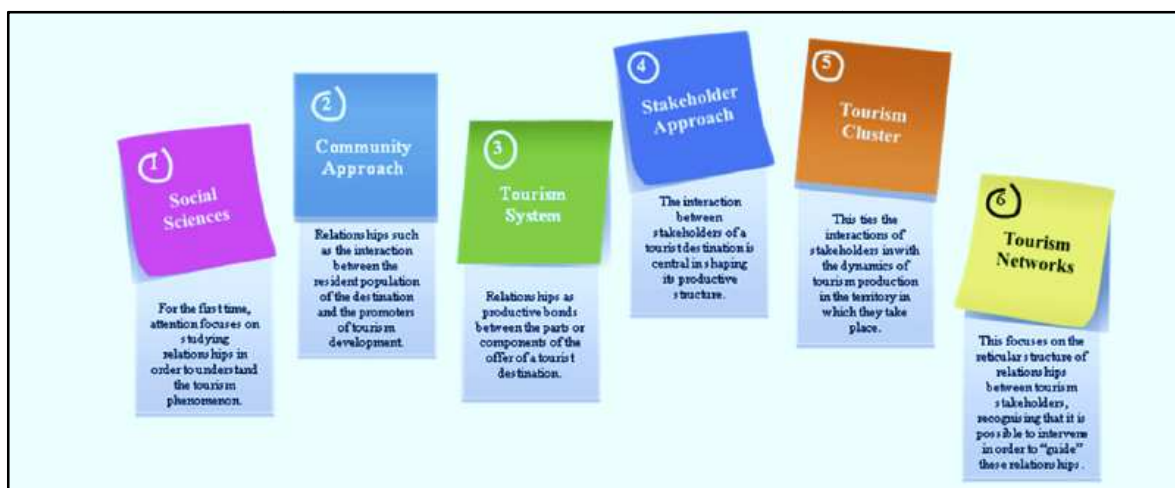 1
Social
Sciences
For the first time,
attention focuses on
studying
relationships in
order to understand
the tourism
phenomenon.
2
Community
Approach
Relationships such
as the interaction
between the
resident population
of the destination
and the promoters
of tourism
development.
3
Tourism
System
Relationships as
productive bonds
between the parts or
components of the
offer of a tourist
destination.
4
Stakeholder
Approach
The interaction
between
stakeholders of a
tourist destination is
central in shaping
its productive
structure.
5
Tourism
Cluster
This ties the
interactions of
stakeholders in with
the dynamics of
tourism production
in the territory in
which they take
place.
6
Tourism
Networks
This focuses on the
reticular structure of
relationships
between tourism
stakeholders,
recognising that it is
possible to intervene
in order to "guide"
these relationships.